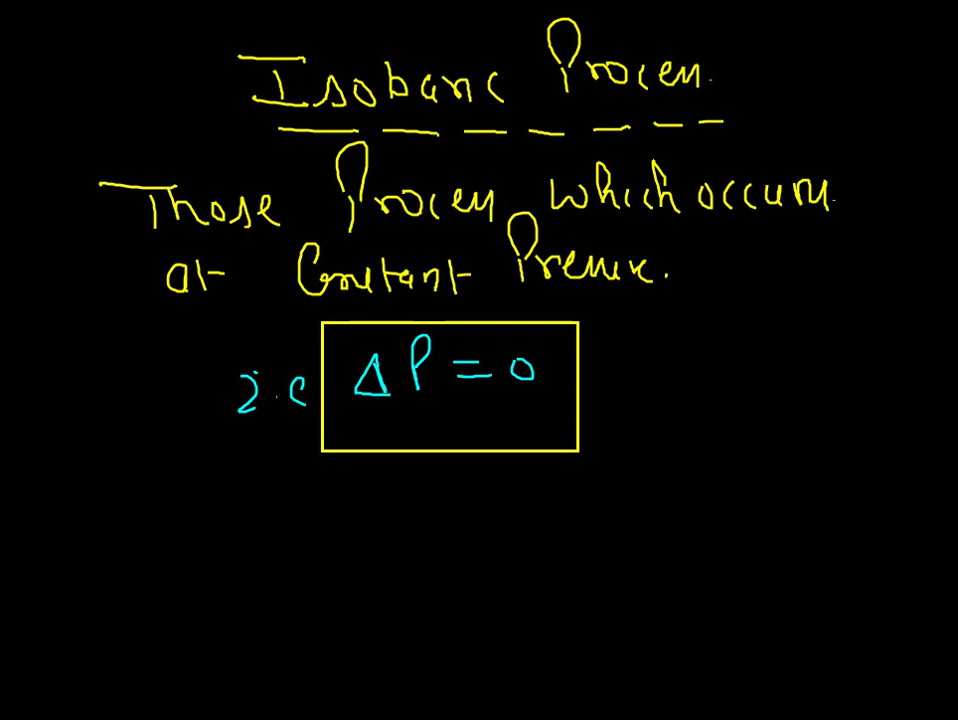 Isobaric Process.
Those Process which occurs
at Constant Pressure.
i.e ΔP = 0